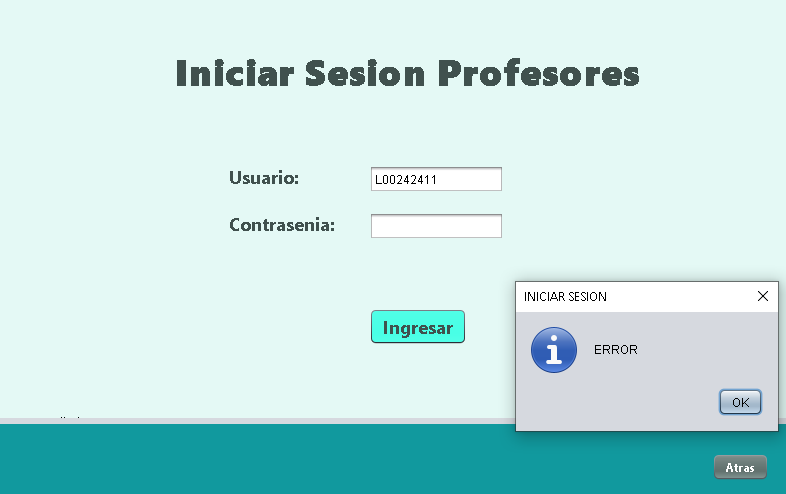 Iniciar Sesion Profesores
Usuario:
L00242411
Contrasenia:
Ingresar
INICIAR SESION
ERROR
OK
Atras